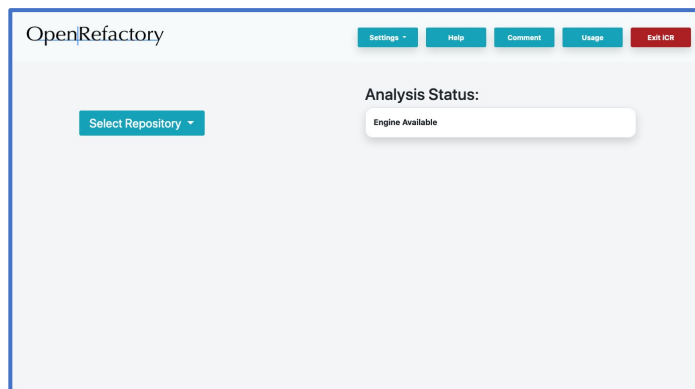 OpenRefactory
Settings
Help
Comment
Usage
Exit ICR
Analysis Status:
Select Repository
Engine Available